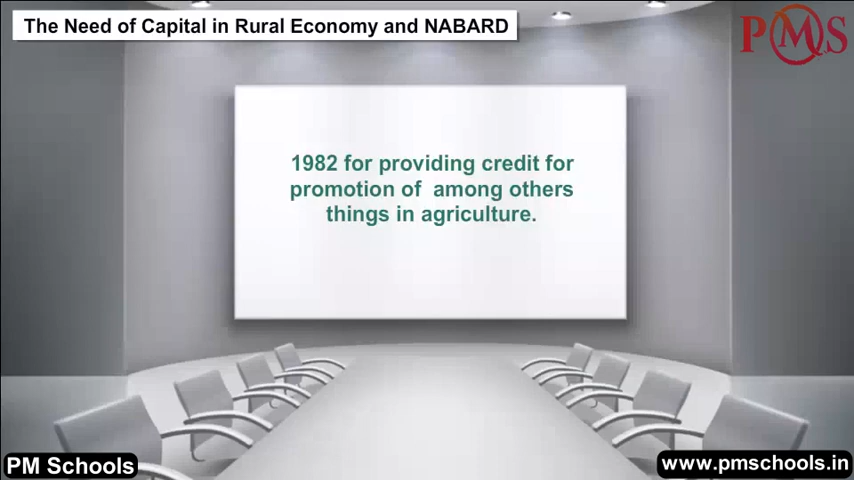 The Need of Capital in Rural Economy and NABARD
PMS
1982 for providing credit for
promotion of  among others
things in agriculture.
PM Schools
www.pmschools.in